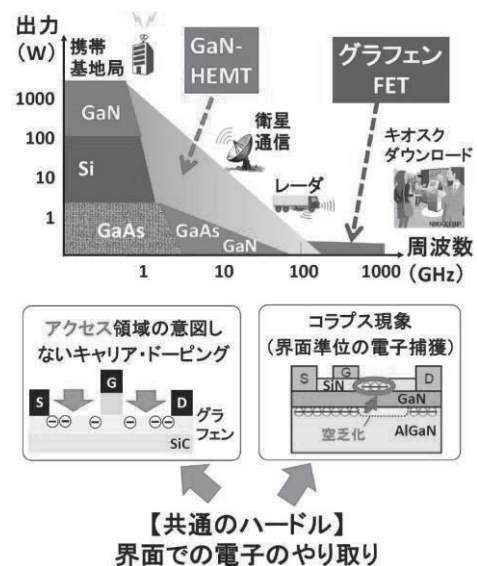 出力
(W)
携帯
基地局
GaN-
HEMT
グラフェン
FET
1000
100
10
1
GaN
Si
GaAs
GaAs
GaN
衛星
通信
レーダ
キオスク
ダウンロード
周波数
(GHz)
1
10
100
1000
アクセス領域の意図し
ないキャリア・ドーピング
S
G
D
グラ
フェン
SiC
コラプス現象
(界面準位の電子捕獲)
S
G
D
SiN
GaN
空乏化
AlGaN
【共通のハードル】
界面での電子のやり取り